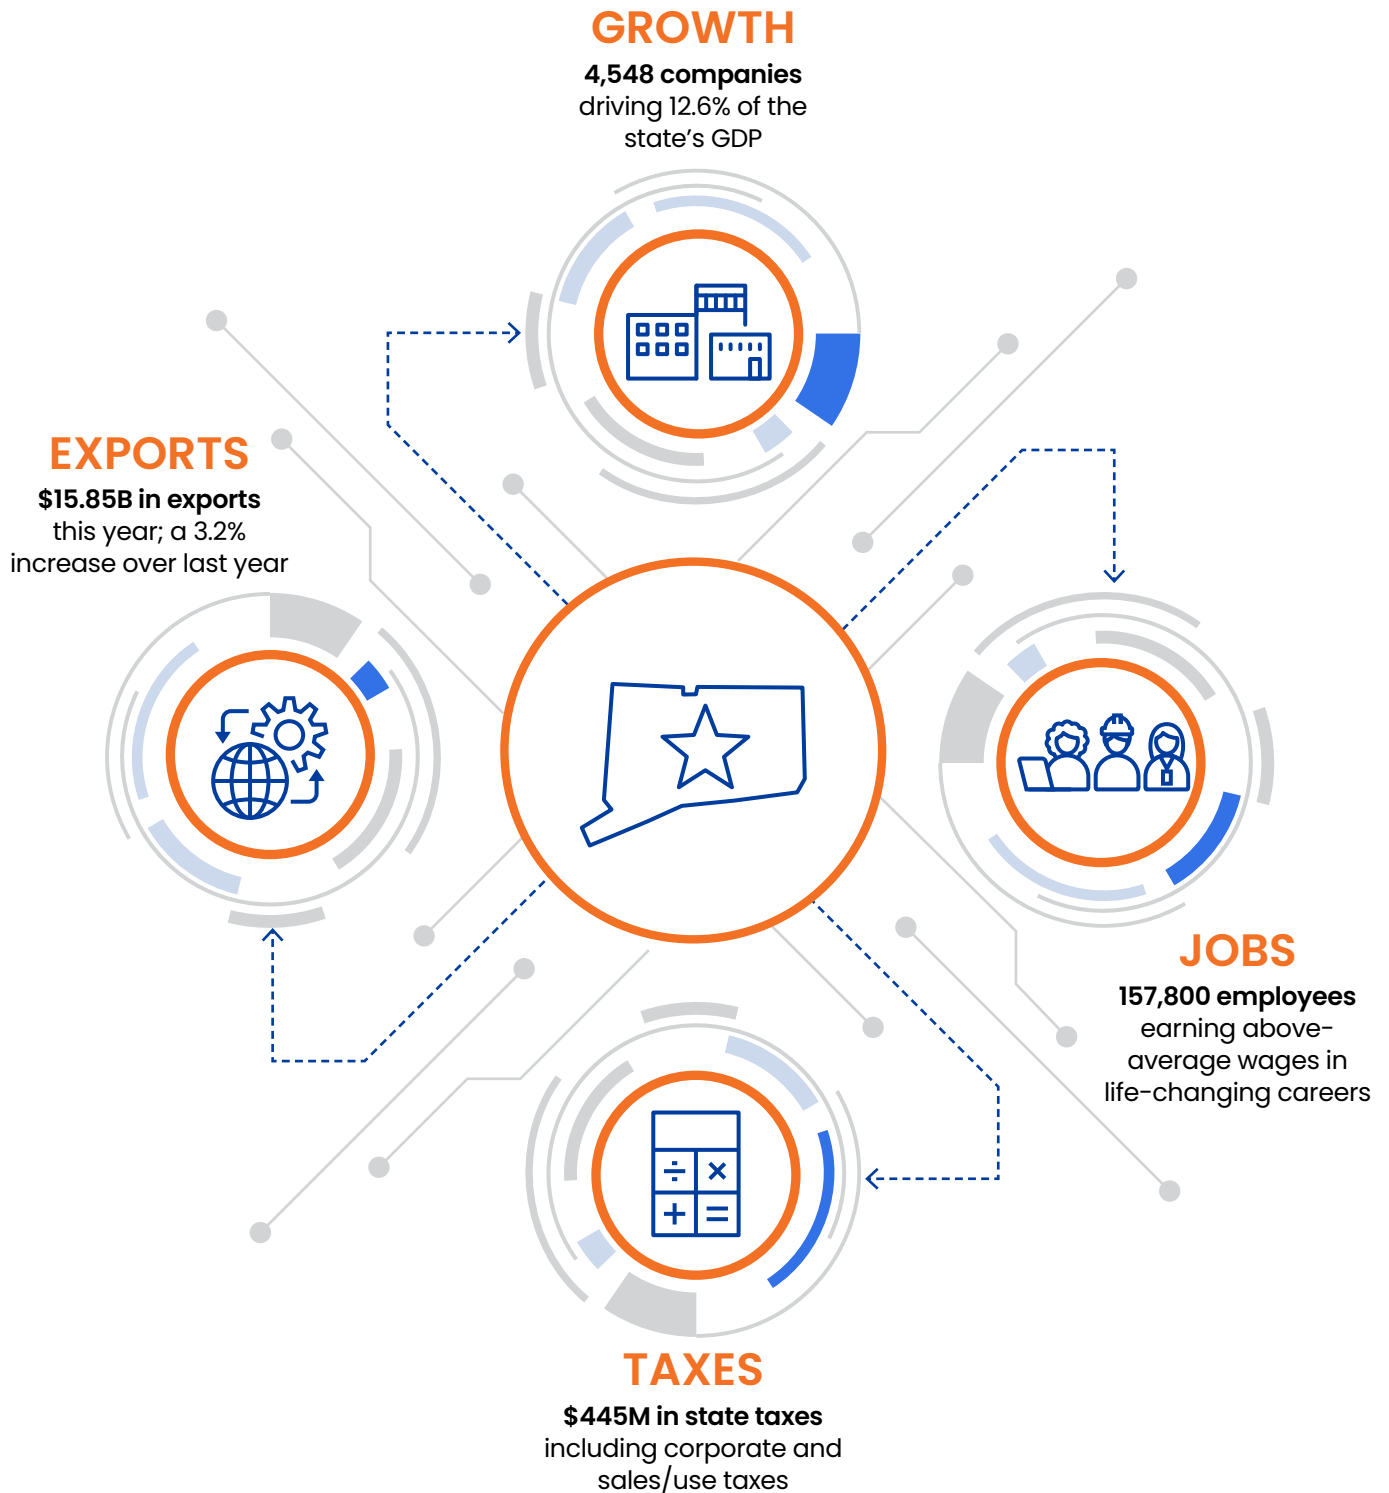 GROWTH
4,548 companies
driving 12.6% of the
state’s GDP
EXPORTS
$15.85B in exports
this year; a 3.2%
increase over last year
JOBS
157,800 employees
earning above-
average wages in
life-changing careers
TAXES
$445M in state taxes
including corporate and
sales/use taxes